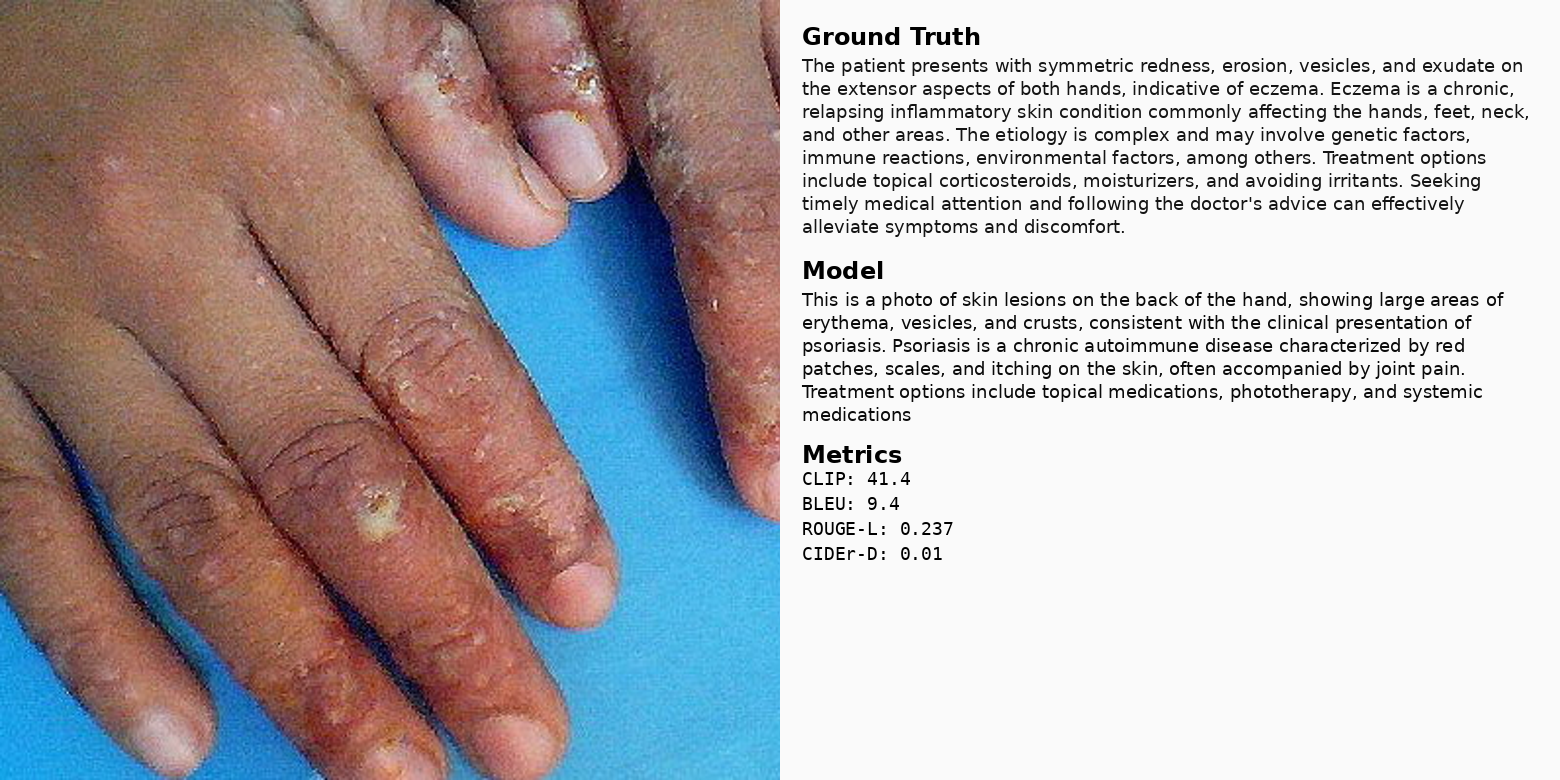 Ground Truth
The patient presents with symmetric redness, erosion, vesicles, and exudate on
the extensor aspects of both hands, indicative of eczema. Eczema is a chronic,
relapsing inflammatory skin condition commonly affecting the hands, feet, neck,
and other areas. The etiology is complex and may involve genetic factors,
immune reactions, environmental factors, among others. Treatment options
include topical corticosteroids, moisturizers, and avoiding irritants. Seeking
timely medical attention and following the doctor's advice can effectively
alleviate symptoms and discomfort.
Model
This is a photo of skin lesions on the back of the hand, showing large areas of
erythema, vesicles, and crusts, consistent with the clinical presentation of
psoriasis. Psoriasis is a chronic autoimmune disease characterized by red
patches, scales, and itching on the skin, often accompanied by joint pain.
Treatment options include topical medications, phototherapy, and systemic
medications
Metrics
CLIP: 41.4
BLEU: 9.4
ROUGE-L: 0.237
CIDEr-D: 0.01